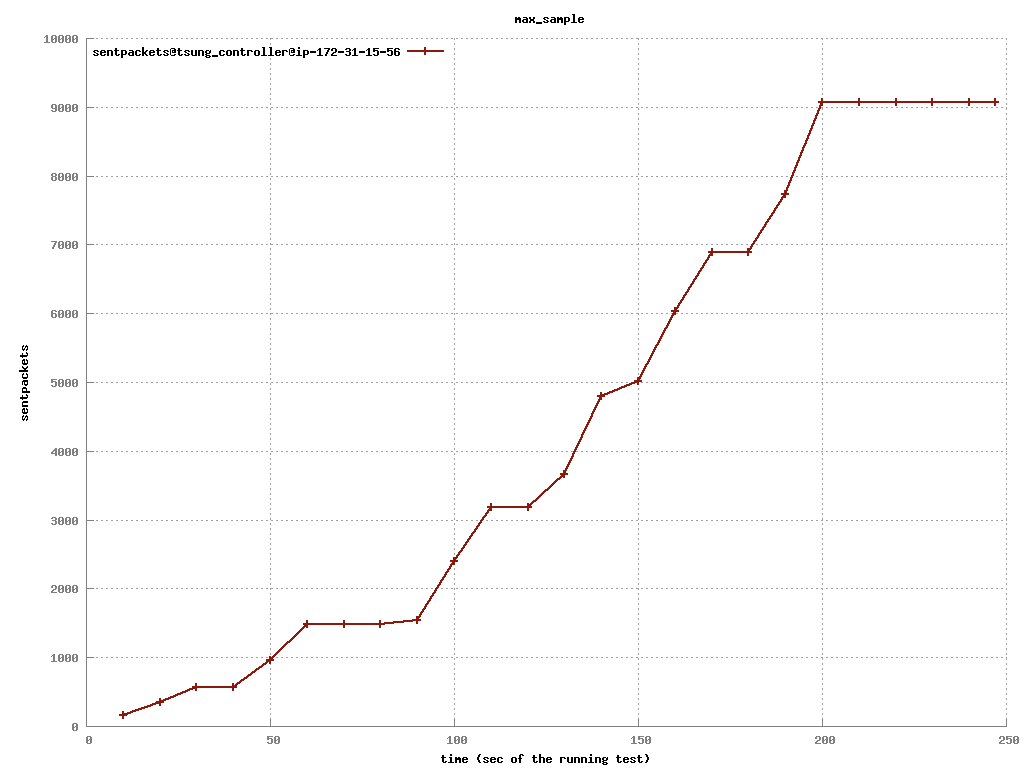 max_sample
sentpackets@tsung_controller@ip-172-31-15-56
10000
9000
8000
7000
6000
5000
4000
3000
2000
1000
0
sentpackets
0 50 100 150 200 250
time (sec of the running test)